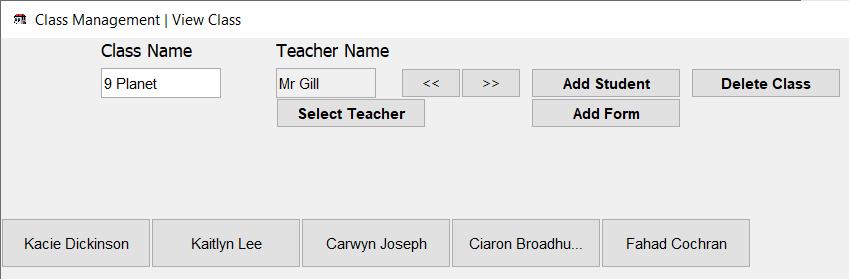 Class Management | View Class
Class Name Teacher Name
9 Planet Mr Gill << >> Add Student Delete Class
Select Teacher Add Form
Kacie Dickinson Kaitlyn Lee Carwyn Joseph Ciaron Broadhu... Fahad Cochran